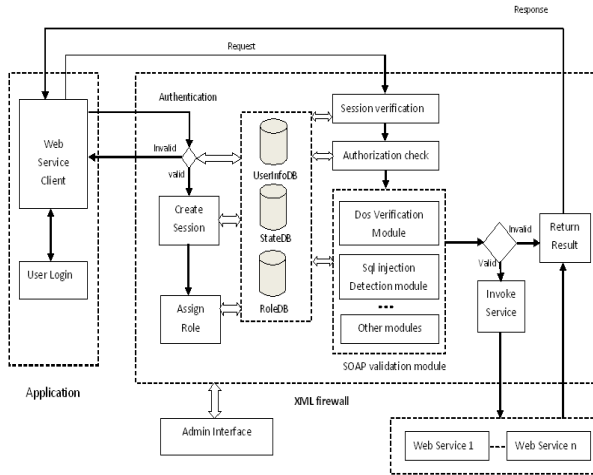 Response
Request
Authentication
Session verification
Web
Service
Client
Invalid
valid
UserInfoDB
Authorization check
Create
Session
StateDB
Dos Verification
Module
Invalid
Valid
Return
Result
User Login
Sql injection
Detection module
Invoke
Service
Assign
Role
RoleDB
Other modules
SOAP validation module
Application
XML firewall
Admin Interface
Web Service 1
Web Service n